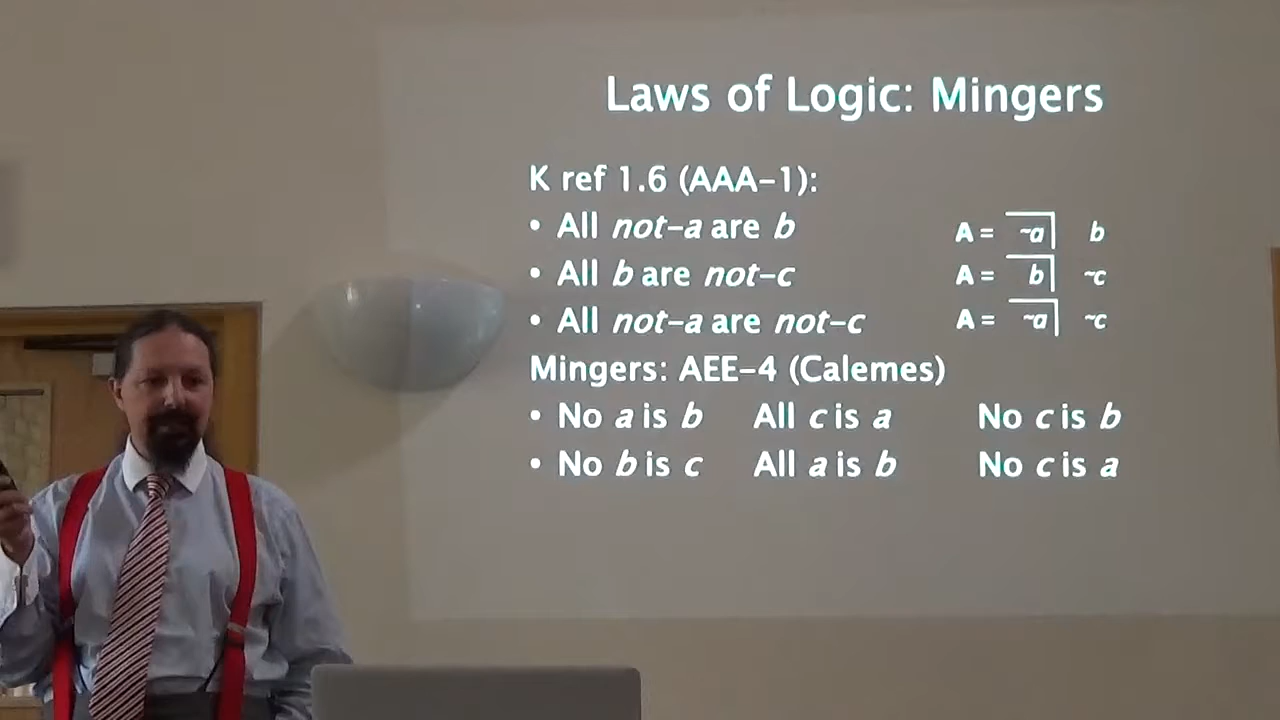 Laws of Logic: Mingers
K ref 1.6 (AAA-1):
• All not-a are b A = ~a b
• All b are not-c A = b ~c
• All not-a are not-c A = ~a ~c
Mingers: AEE-4 (Calemes)
• No a is b All c is a No c is b
• No b is c All a is b No c is a